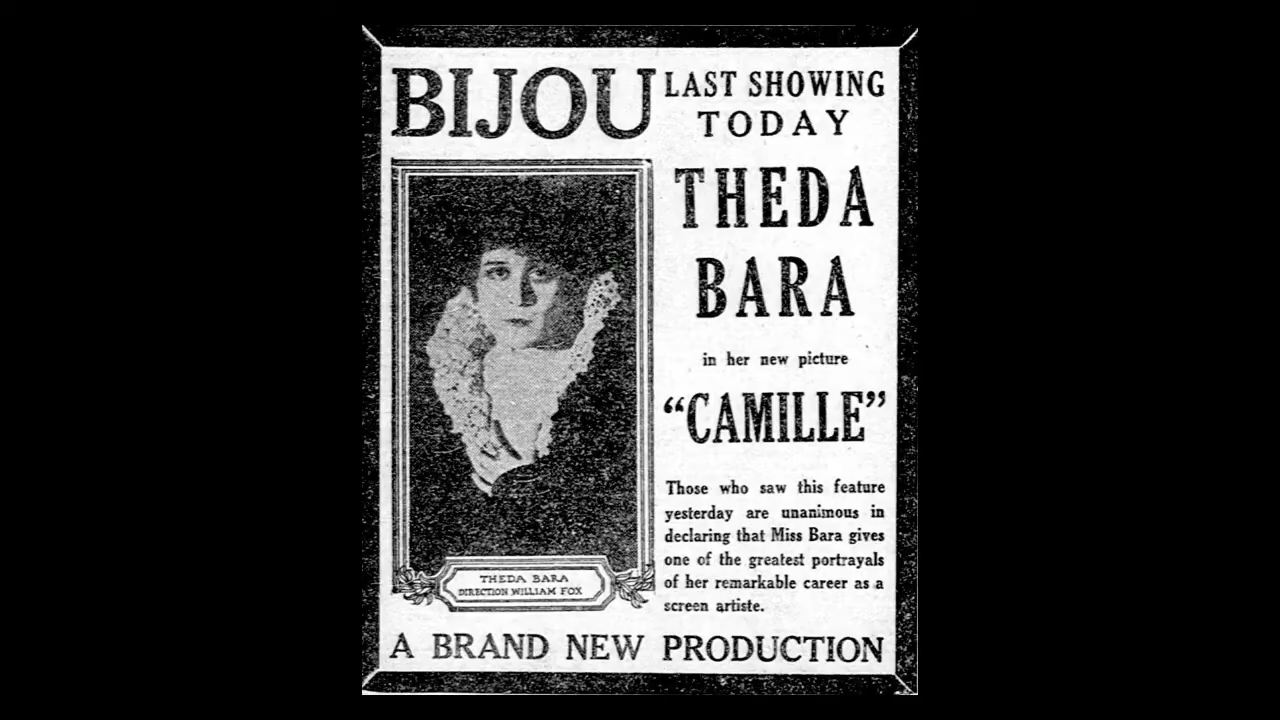 BIJOU
LAST SHOWING
TODAY
THEDA
BARA
in her new picture
“CAMILLE”
Those who saw this feature
yesterday are unanimous in
declaring that Miss Bara gives
one of the greatest portrayals
of her remarkable career as a
screen artiste.
THEDA BARA
DIRECTION WILLIAM FOX
A BRAND NEW PRODUCTION